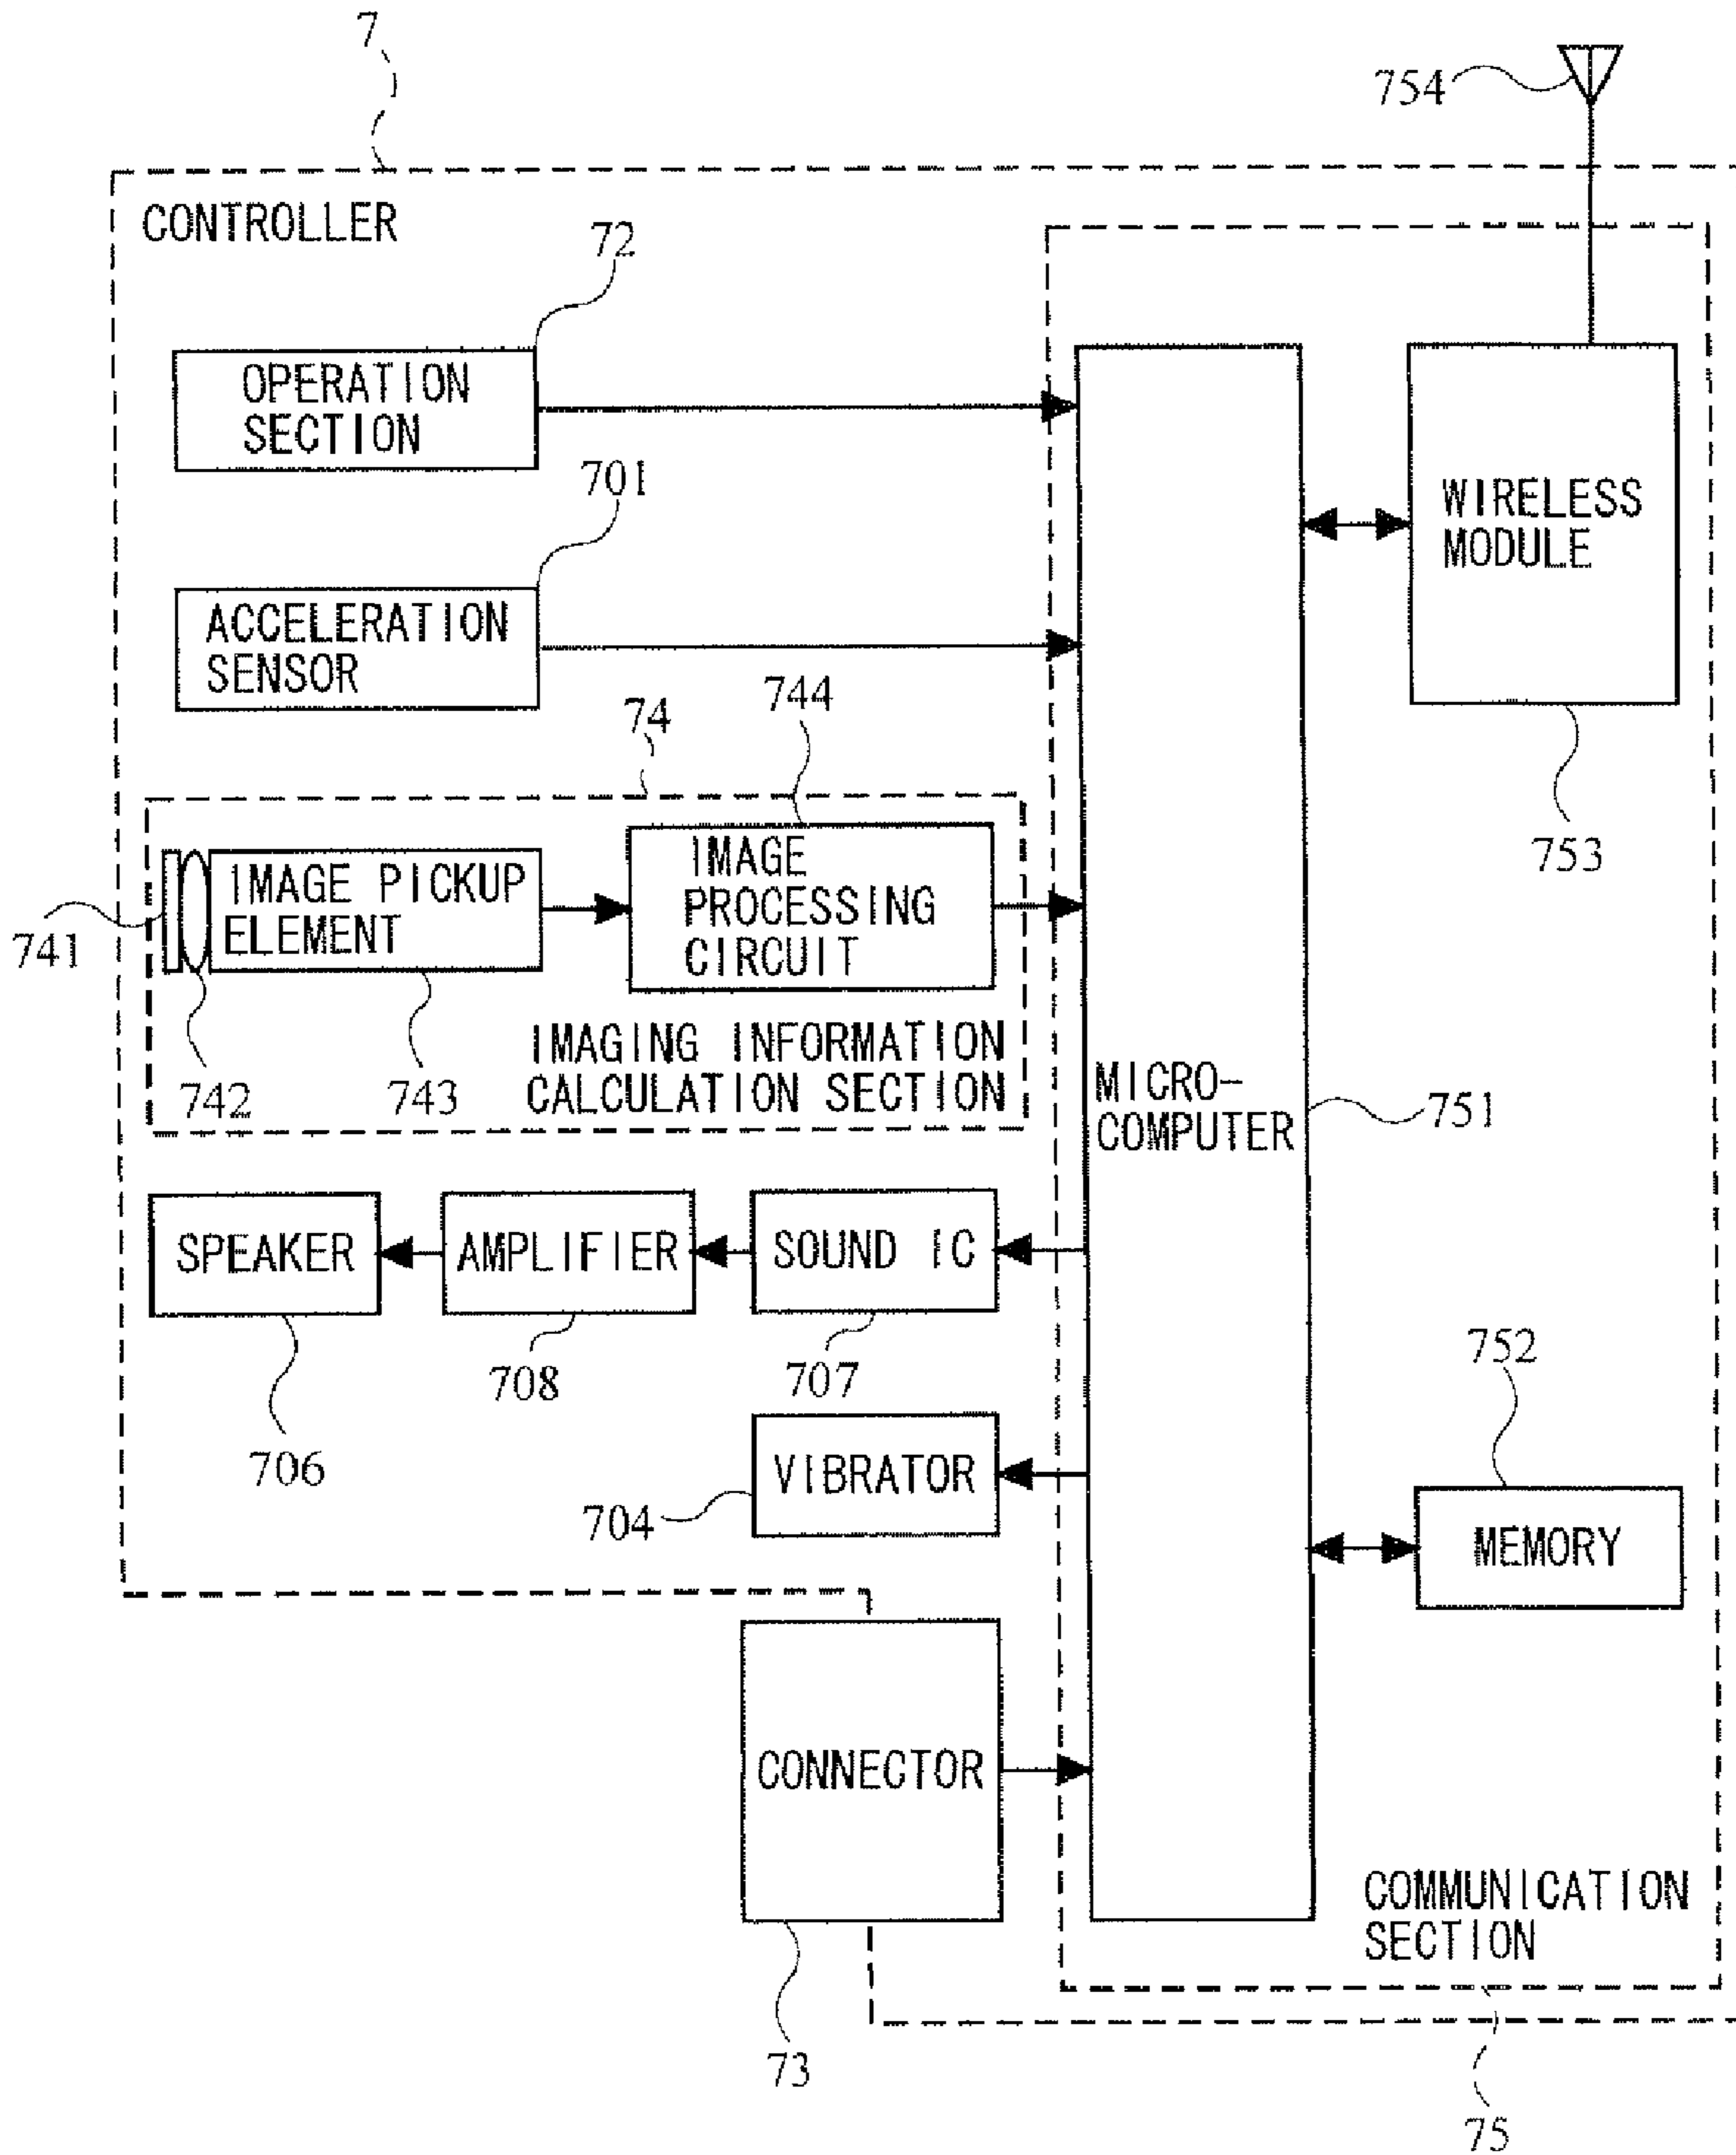 7
754
CONTROLLER
72
OPERATION
SECTION
701
WIRELESS
MODULE
ACCELERATION
SENSOR
74
744
753
IMAGE PICKUP
ELEMENT
IMAGE
PROCESSING
CIRCUIT
741
742
743
IMAGING INFORMATION
CALCULATION SECTION
MICRO-
COMPUTER
751
SPEAKER
AMPLIFIER
SOUND IC
706
708
707
752
VIBRATOR
704
MEMORY
CONNECTOR
COMMUNICATION
SECTION
73
75